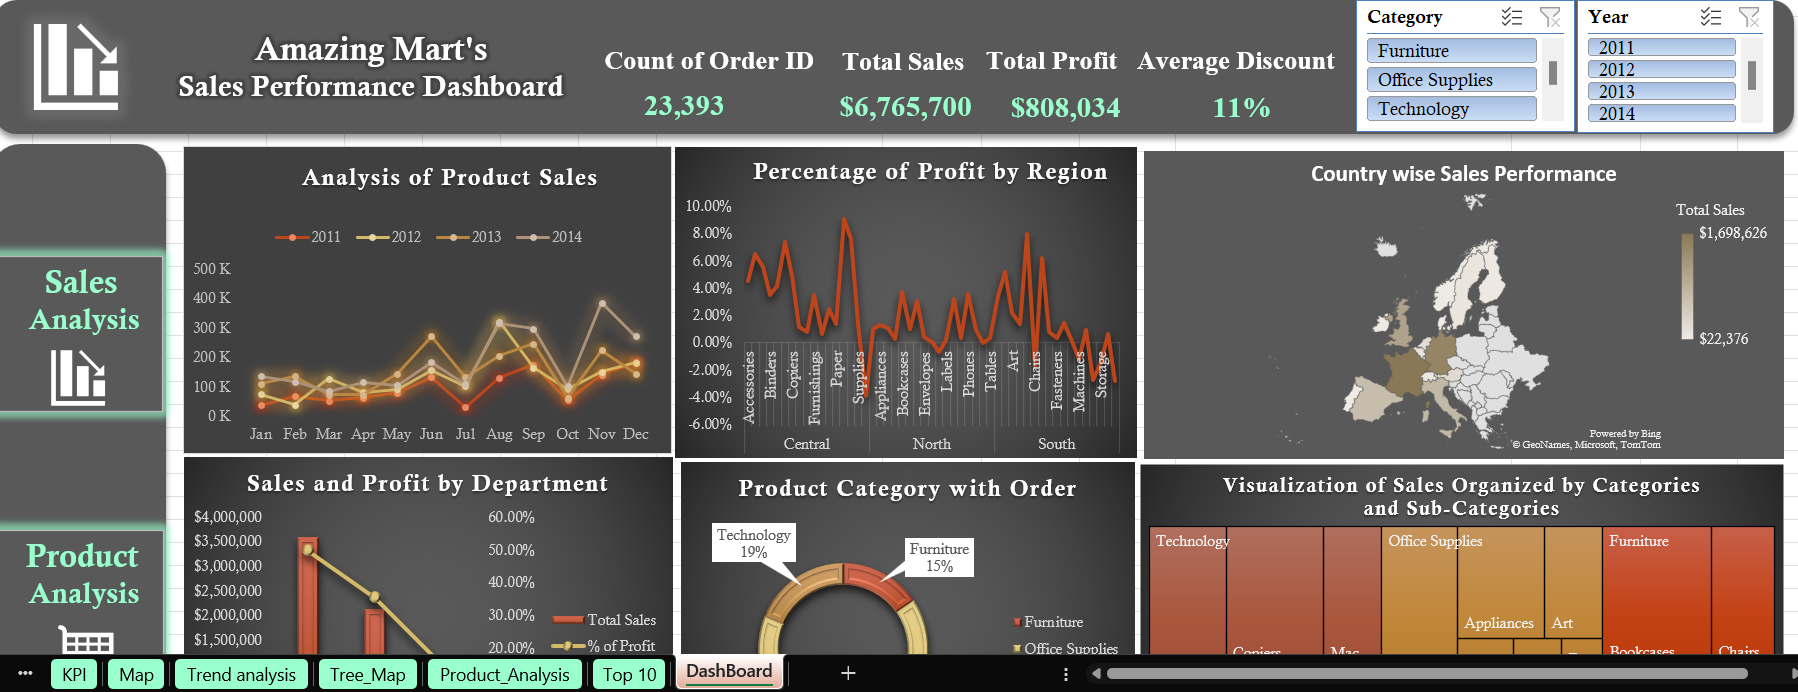 Amazing Mart's
Sales Performance Dashboard
Count of Order ID
23,393
Total Sales
$6,765,700
Total Profit
$808,034
Average Discount
11%
Category
Furniture
Office Supplies
Technology
Year
2011
2012
2013
2014
Sales
Analysis
Product
Analysis
Analysis of Product Sales
2011 2012 2013 2014
500 K
400 K
300 K
200 K
100 K
0 K
Jan Feb Mar Apr May Jun Jul Aug Sep Oct Nov Dec
Percentage of Profit by Region
10.00%
8.00%
6.00%
4.00%
2.00%
0.00%
-2.00%
-4.00%
-6.00%
Accessories
Binders
Copiers
Furnishings
Paper
Supplies
Appliances
Bookcases
Envelopes
Labels
Phones
Tables
Art
Chairs
Fasteners
Machines
Storage
Central North South
Country wise Sales Performance
Total Sales
$1,698,626
$22,376
Powered by Bing
© GeoNames, Microsoft, TomTom
Sales and Profit by Department
$4,000,000
$3,500,000
$3,000,000
$2,500,000
$2,000,000
$1,500,000
60.00%
50.00%
40.00%
30.00%
20.00%
Total Sales
% of Profit
Product Category with Order
Technology
19%
Furniture
15%
Furniture
Office Supplies
Visualization of Sales Organized by Categories
and Sub-Categories
Technology
Office Supplies
Furniture
Appliances
Art
Copiers
Mac
Bookcases
Chairs
KPI Map Trend analysis Tree_Map Product_Analysis Top 10 DashBoard